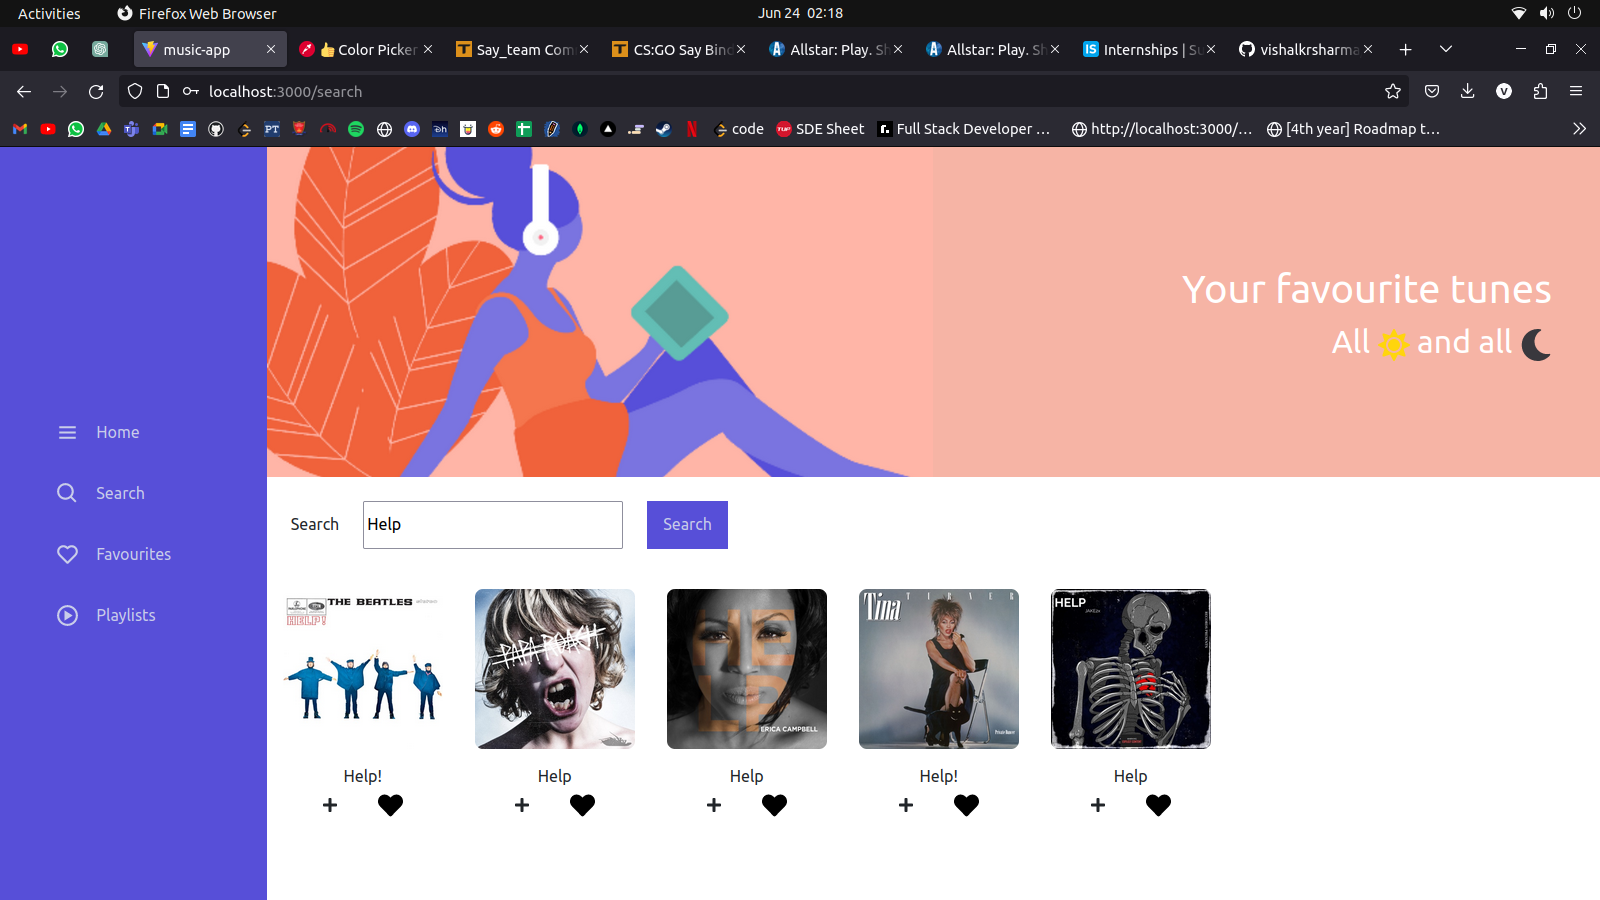 Activities
Firefox Web Browser
Jun 24 02:18
music-app
Color Picker
Say_team Com
CS:GO Say Bind
Allstar: Play. Sh
Allstar: Play. Sh
Internships | Su
vishalkrsharma
localhost:3000/search
code
SDE Sheet
Full Stack Developer ...
http://localhost:3000/...
[4th year] Roadmap t...
Your favourite tunes
All and all
Home
Search
Favourites
Playlists
Search
Help
Search
THE BEATLES
HELP!
PAPA ROACH
HELP
ERICA CAMPBELL
Tina
TURNER
HELP
Help!
Help
Help
Help!
Help